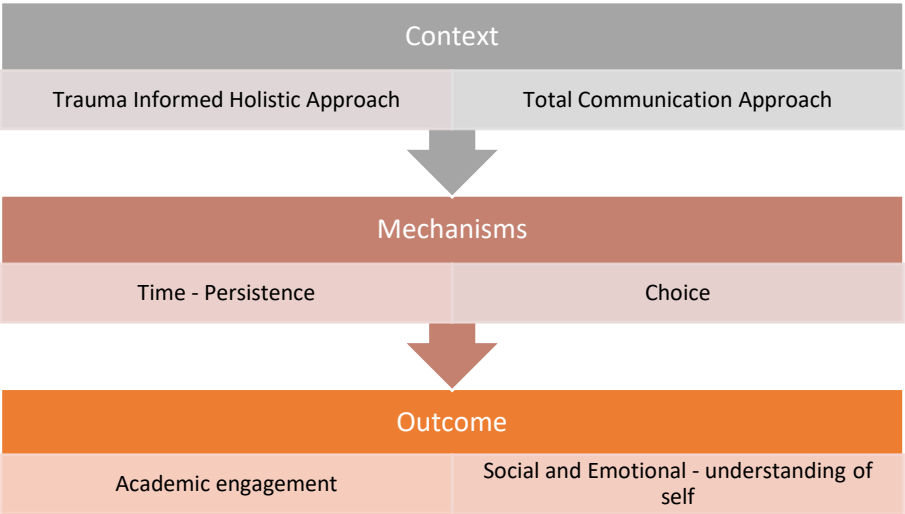 Context
Trauma Informed Holistic Approach
Total Communication Approach
Mechanisms
Time - Persistence
Choice
Outcome
Academic engagement
Social and Emotional - understanding of
self